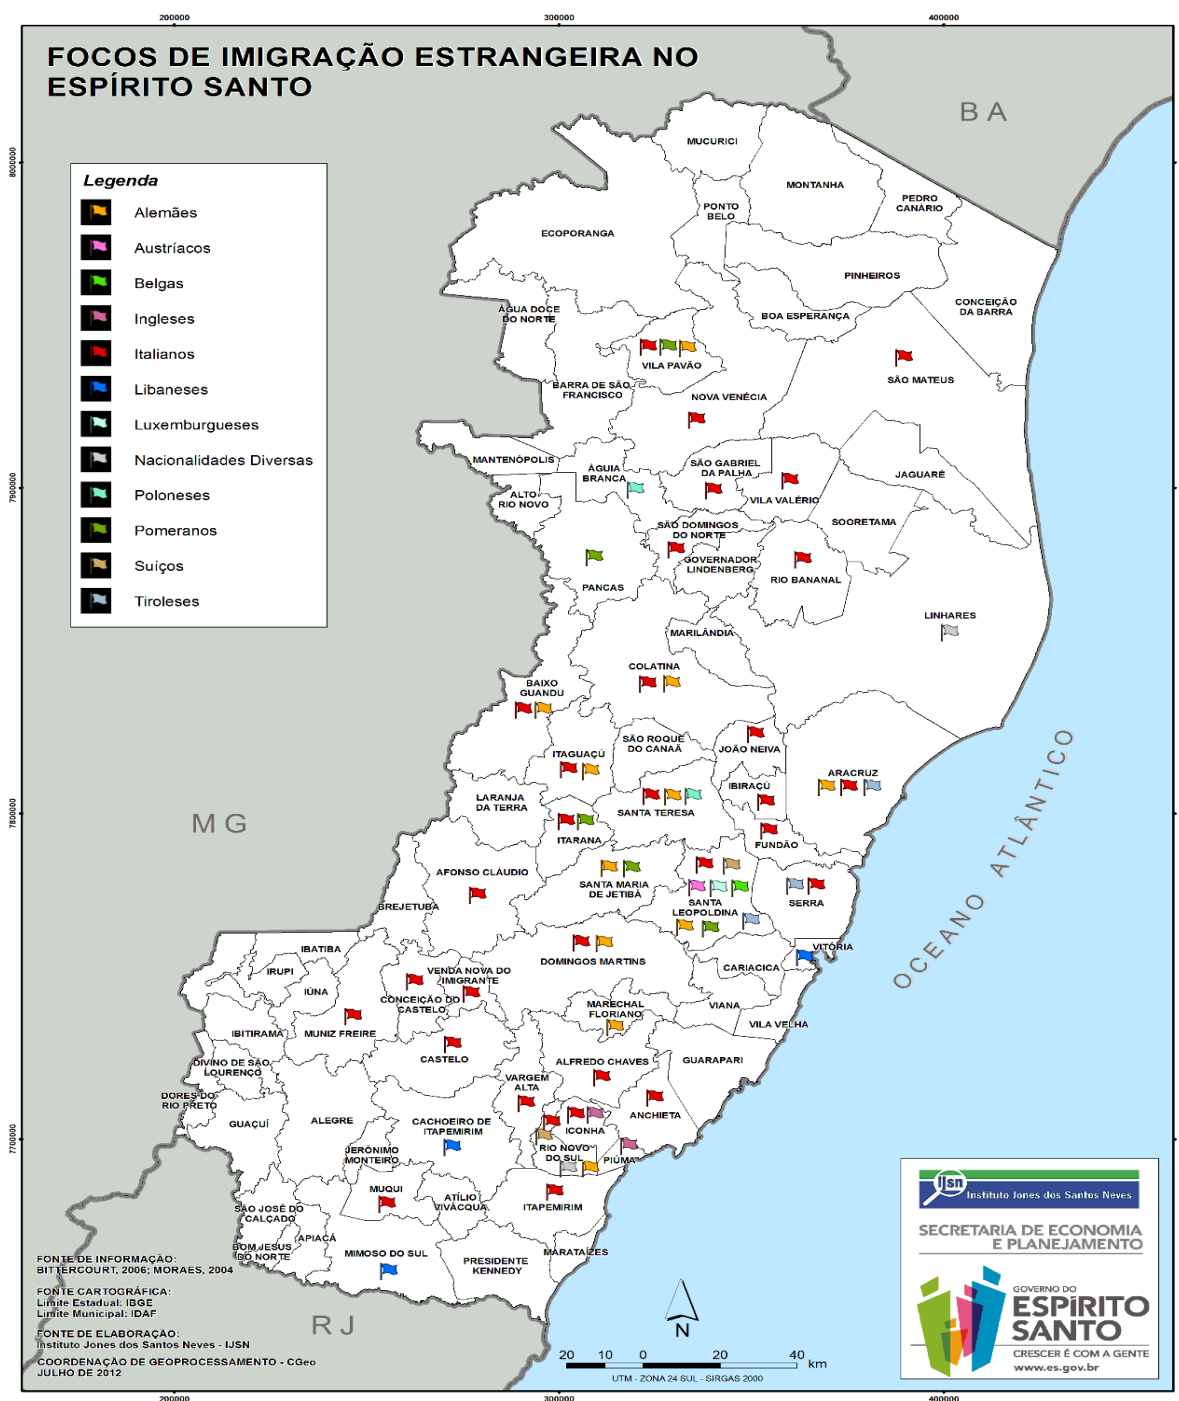 200000
300000
400000
FOCOS DE IMIGRAÇÃO ESTRANGEIRA NO
ESPÍRITO SANTO
BA
8000000
7900000
7800000
7700000
Legenda
Alemães
Austríacos
Belgas
Ingleses
Italianos
Libaneses
Luxemburgueses
Nacionalidades Diversas
Poloneses
Pomeranos
Suíços
Tiroleses
MUCURICI
MONTANHA
PEDRO
CANÁRIO
PONTO
BELO
ECOPORANGA
PINHEIROS
CONCEIÇÃO
DA BARRA
ÁGUA DOCE
DO NORTE
BOA ESPERANÇA
VILA PAVÃO
SÃO MATEUS
BARRA DE SÃO
FRANCISCO
NOVA VENÉCIA
MANTENÓPOLIS
ÁGUIA
BRANCA
SÃO GABRIEL
DA PALHA
JAGUARÉ
ALTO
RIO NOVO
VILA VALÉRIO
SOORETAMA
SÃO DOMINGOS
DO NORTE
GOVERNADOR
LINDENBERG
RIO BANANAL
PANCAS
LINHARES
MARILÂNDIA
COLATINA
BAIXO
GUANDU
SÃO ROQUE
DO CANAÃ
JOÃO NEIVA
ITAGUAÇÚ
ARACRUZ
IBIRAÇÚ
LARANJA
DA TERRA
SANTA TERESA
MG
ITARANA
FUNDÃO
OCEANO ATLÂNTICO
AFONSO CLÁUDIO
SANTA MARIA
DE JETIBÁ
SANTA
LEOPOLDINA
SERRA
BREJETUBA
VITÓRIA
IBATIBA
DOMINGOS MARTINS
CARIACICA
IRUPI
VENDA NOVA DO
IMIGRANTE
IÚNA
CONCEIÇÃO DO
CASTELO
MARECHAL
FLORIANO
VIANA
VILA VELHA
IBITIRAMA
MUNIZ FREIRE
CASTELO
ALFREDO CHAVES
GUARAPARI
DIVINO DE SÃO
LOURENÇO
VARGEM
ALTA
DORES DO
RIO PRETO
ANCHIETA
GUAÇUÍ
ALEGRE
CACHOEIRO DE
ITAPEMIRIM
ICONHA
JERÔNIMO
MONTEIRO
RIO NOVO
DO SUL
PIÚMA
MUQUI
ATÍLIO
VIVÁCQUA
ITAPEMIRIM
SÃO JOSÉ DO
CALÇADO
APIACÁ
BOM JESUS
DO NORTE
MIMOSO DO SUL
PRESIDENTE
KENNEDY
MARATAÍZES
RJ
FONTE DE INFORMAÇÃO:
BITTERCOURT, 2006; MORAES, 2004
FONTE CARTOGRÁFICA:
Limite Estadual: IBGE
Limite Municipal: IDAF
FONTE DE ELABORAÇÃO:
Instituto Jones dos Santos Neves - IJSN
COORDENAÇÃO DE GEOPROCESSAMENTO - CGeo
JULHO DE 2012
N
20 10 0 20 40
km
UTM - ZONA 24 SUL - SIRGAS 2000
ijsn
Instituto Jones dos Santos Neves
SECRETARIA DE ECONOMIA
E PLANEJAMENTO
GOVERNO DO
ESPÍRITO
SANTO
CRESCER É COM A GENTE
www.es.gov.br
200000
300000
400000